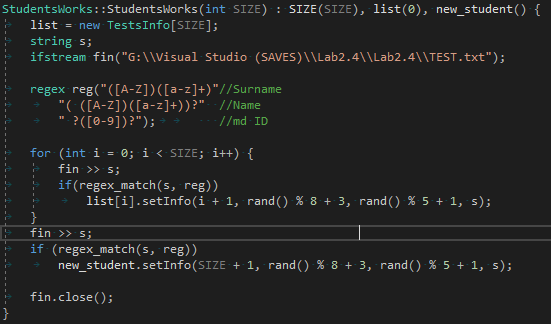 StudentsWorks::StudentsWorks(int SIZE) : SIZE(SIZE), list(0), new_student() {
list = new TestsInfo[SIZE];
string s;
ifstream fin("G:\\Visual Studio (SAVES)\\Lab2.4\\Lab2.4\\TEST.txt");
regex reg("([A-Z])([a-z]+)"//Surname
"( ([A-Z])([a-z]+))?" //Name
" ?([0-9])?"); //md ID
for (int i = 0; i < SIZE; i++) {
fin >> s;
if(regex_match(s, reg))
list[i].setInfo(i + 1, rand() % 8 + 3, rand() % 5 + 1, s);
}
fin >> s;
if (regex_match(s, reg))
new_student.setInfo(SIZE + 1, rand() % 8 + 3, rand() % 5 + 1, s);
fin.close();
}